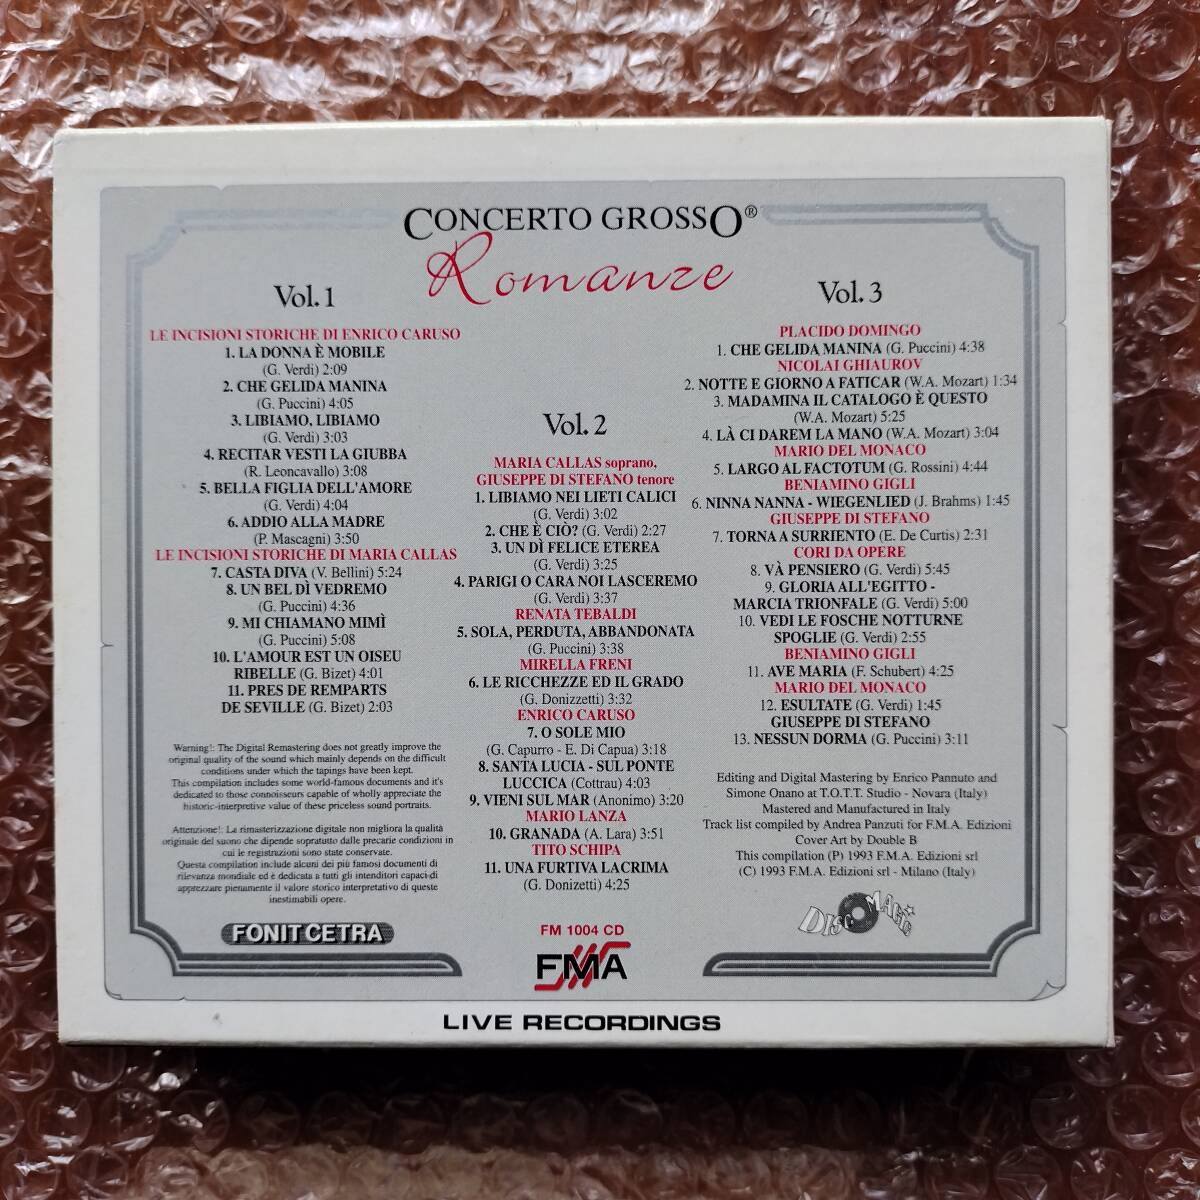 CONCERTO GROSSO®
Romanze
Vol. 1
LE INCISIONI STORICHE DI ENRICO CARUSO
1. LA DONNA È MOBILE
(G. Verdi) 2:09
2. CHE GELIDA MANINA
(G. Puccini) 4:05
3. LIBIAMO, LIBIAMO
(G. Verdi) 3:03
4. RECITAR VESTI LA GIUBBA
(R. Leoncavallo) 3:08
5. BELLA FIGLIA DELL'AMORE
(G. Verdi) 4:04
6. ADDIO ALLA MADRE
(P. Mascagni) 3:50
LE INCISIONI STORICHE DI MARIA CALLAS
7. CASTA DIVA (V. Bellini) 5:24
8. UN BEL DÌ VEDREMO
(G. Puccini) 4:36
9. MI CHIAMANO MIMÌ
(G. Puccini) 5:08
10. L'AMOUR EST UN OISEU
RIBELLE (G. Bizet) 4:01
11. PRES DE REMPARTS
DE SEVILLE (G. Bizet) 2:03
Warning!: The Digital Remastering does not greatly improve the
original quality of the sound which mainly depends on the difficult
conditions under which the tapings have been kept.
This compilation includes some world-famous documents and it's
dedicated to those connoisseurs capable of wholly appreciate the
historic-interpretive value of these priceless sound portraits.
Attenzione!: La rimasterizzazione digitale non migliora la qualità
originale del suono che dipende sopratutto dalle precarie condizioni in
cui le registrazioni sono state conservate.
Questa compilation include alcuni dei più famosi documenti di
rilevanza mondiale ed è dedicata a tutti gli intenditori capaci di
apprezzare pienamente il valore storico interpretativo di queste
inestimabili opere.
FONIT CETRA
Vol. 2
MARIA CALLAS soprano,
GIUSEPPE DI STEFANO tenore
1. LIBIAMO NEI LIETI CALICI
(G. Verdi) 3:02
2. CHE È CIÒ? (G. Verdi) 2:27
3. UN DÌ FELICE ETEREA
(G. Verdi) 3:25
4. PARIGI O CARA NOI LASCEREMO
(G. Verdi) 3:37
RENATA TEBALDI
5. SOLA, PERDUTA, ABBANDONATA
(G. Puccini) 3:38
MIRELLA FRENI
6. LE RICCHEZZE ED IL GRADO
(G. Donizzetti) 3:32
ENRICO CARUSO
7. O SOLE MIO
(G. Capurro - E. Di Capua) 3:18
8. SANTA LUCIA - SUL PONTE
LUCCICA (Cottrau) 4:03
9. VIENI SUL MAR (Anonimo) 3:20
MARIO LANZA
10. GRANADA (A. Lara) 3:51
TITO SCHIPA
11. UNA FURTIVA LACRIMA
(G. Donizetti) 4:25
FM 1004 CD
FMA
Vol. 3
PLACIDO DOMINGO
1. CHE GELIDA MANINA (G. Puccini) 4:38
NICOLAI GHIAUROV
2. NOTTE E GIORNO A FATICAR (W.A. Mozart) 1:34
3. MADAMINA IL CATALOGO È QUESTO
(W.A. Mozart) 5:25
4. LÀ CI DAREM LA MANO (W.A. Mozart) 3:04
MARIO DEL MONACO
5. LARGO AL FACTOTUM (G. Rossini) 4:44
BENIAMINO GIGLI
6. NINNA NANNA - WIEGENLIED (J. Brahms) 1:45
GIUSEPPE DI STEFANO
7. TORNA A SURRIENTO (E. De Curtis) 2:31
CORI DA OPERE
8. VÀ PENSIERO (G. Verdi) 5:45
9. GLORIA ALL'EGITTO -
MARCIA TRIONFALE (G. Verdi) 5:00
10. VEDI LE FOSCHE NOTTURNE
SPOGLIE (G. Verdi) 2:55
BENIAMINO GIGLI
11. AVE MARIA (F. Schubert) 4:25
MARIO DEL MONACO
12. ESULTATE (G. Verdi) 1:45
GIUSEPPE DI STEFANO
13. NESSUN DORMA (G. Puccini) 3:11
Editing and Digital Mastering by Enrico Pannuto and
Simone Onano at T.O.T.T. Studio - Novara (Italy)
Mastered and Manufactured in Italy
Track list compiled by Andrea Panzuti for F.M.A. Edizioni
Cover Art by Double B
This compilation (P) 1993 F.M.A. Edizioni srl
(C) 1993 F.M.A. Edizioni srl - Milano (Italy)
DISCOMAGIC
LIVE RECORDINGS